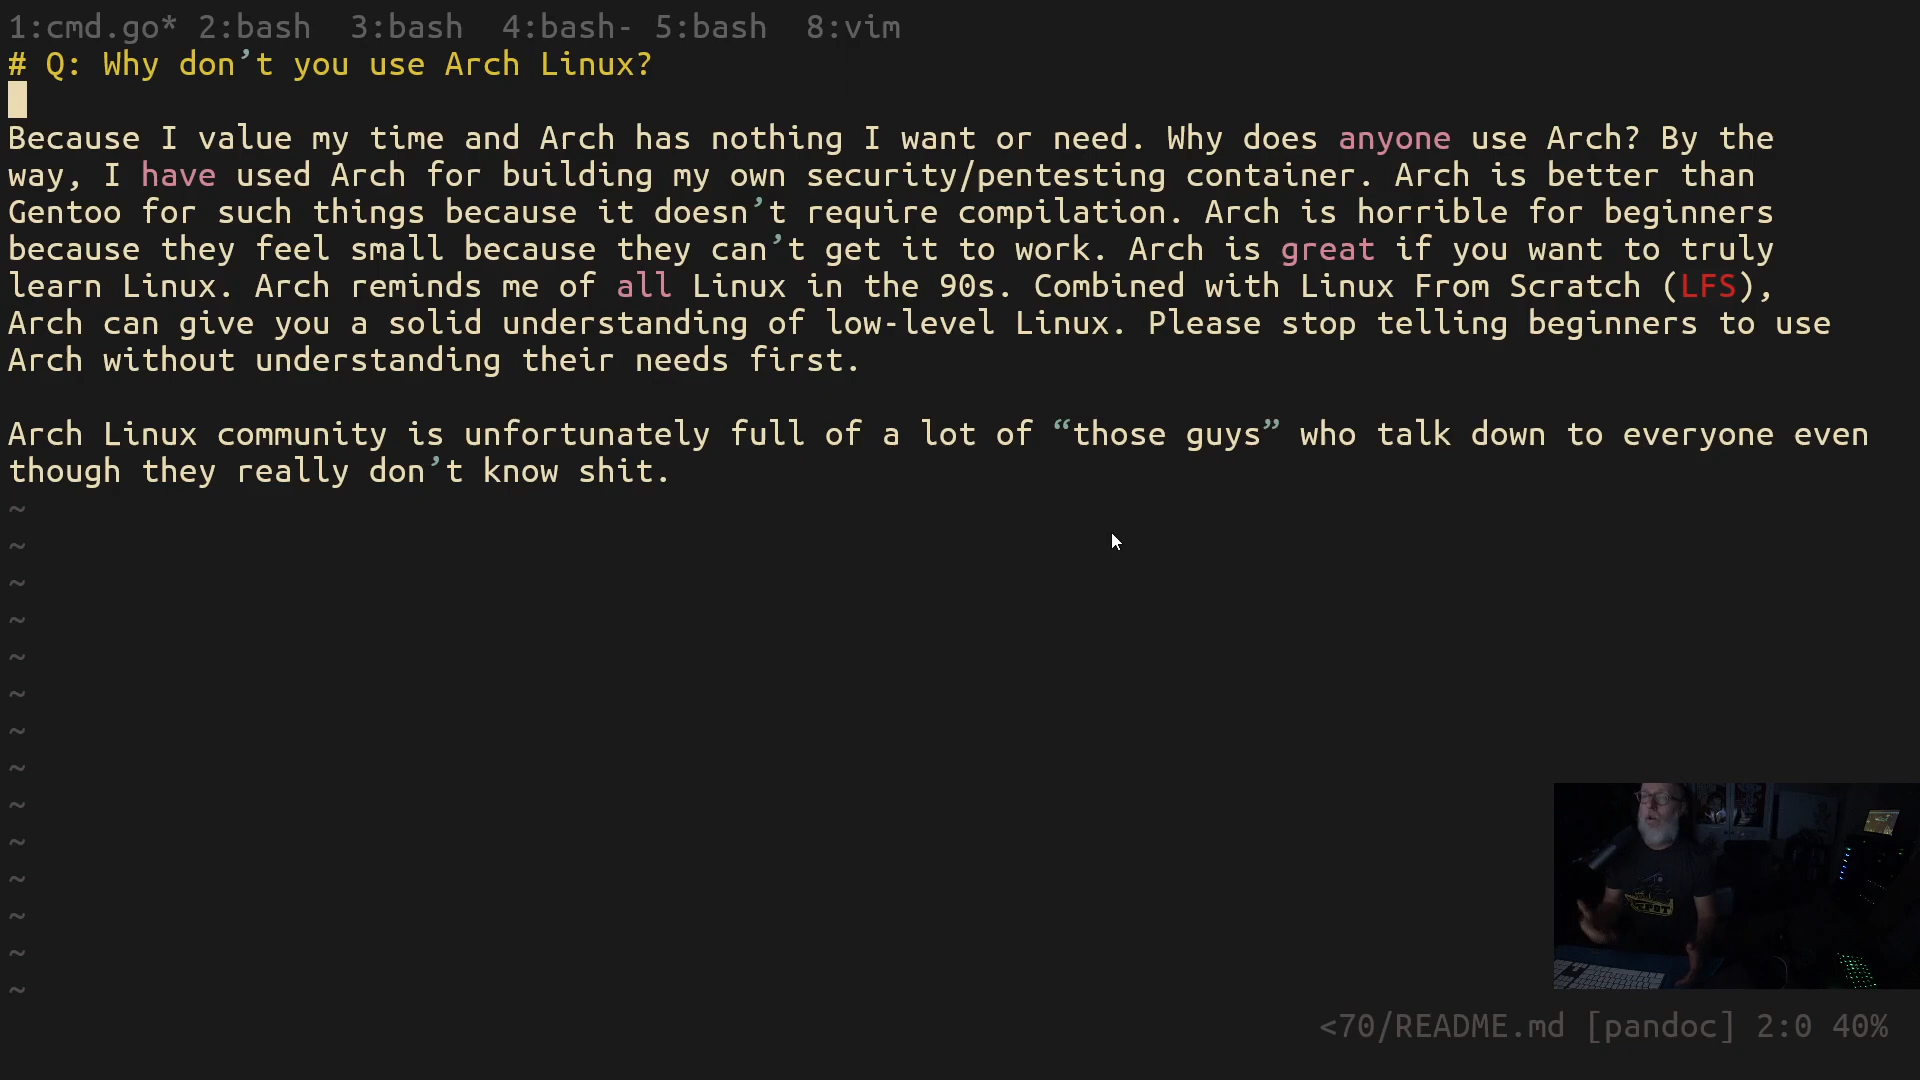 1:cmd.go* 2:bash  3:bash  4:bash- 5:bash  8:vim
# Q: Why don’t you use Arch Linux?
Because I value my time and Arch has nothing I want or need. Why does anyone use Arch? By the
way, I have used Arch for building my own security/pentesting container. Arch is better than
Gentoo for such things because it doesn’t require compilation. Arch is horrible for beginners
because they feel small because they can’t get it to work. Arch is great if you want to truly
learn Linux. Arch reminds me of all Linux in the 90s. Combined with Linux From Scratch (LFS),
Arch can give you a solid understanding of low-level Linux. Please stop telling beginners to use
Arch without understanding their needs first.
Arch Linux community is unfortunately full of a lot of “those guys” who talk down to everyone even
though they really don’t know shit.
~
~
~
~
~
~
~
~
~
~
~
~
~
~
<70/README.md [pandoc] 2:0 40%